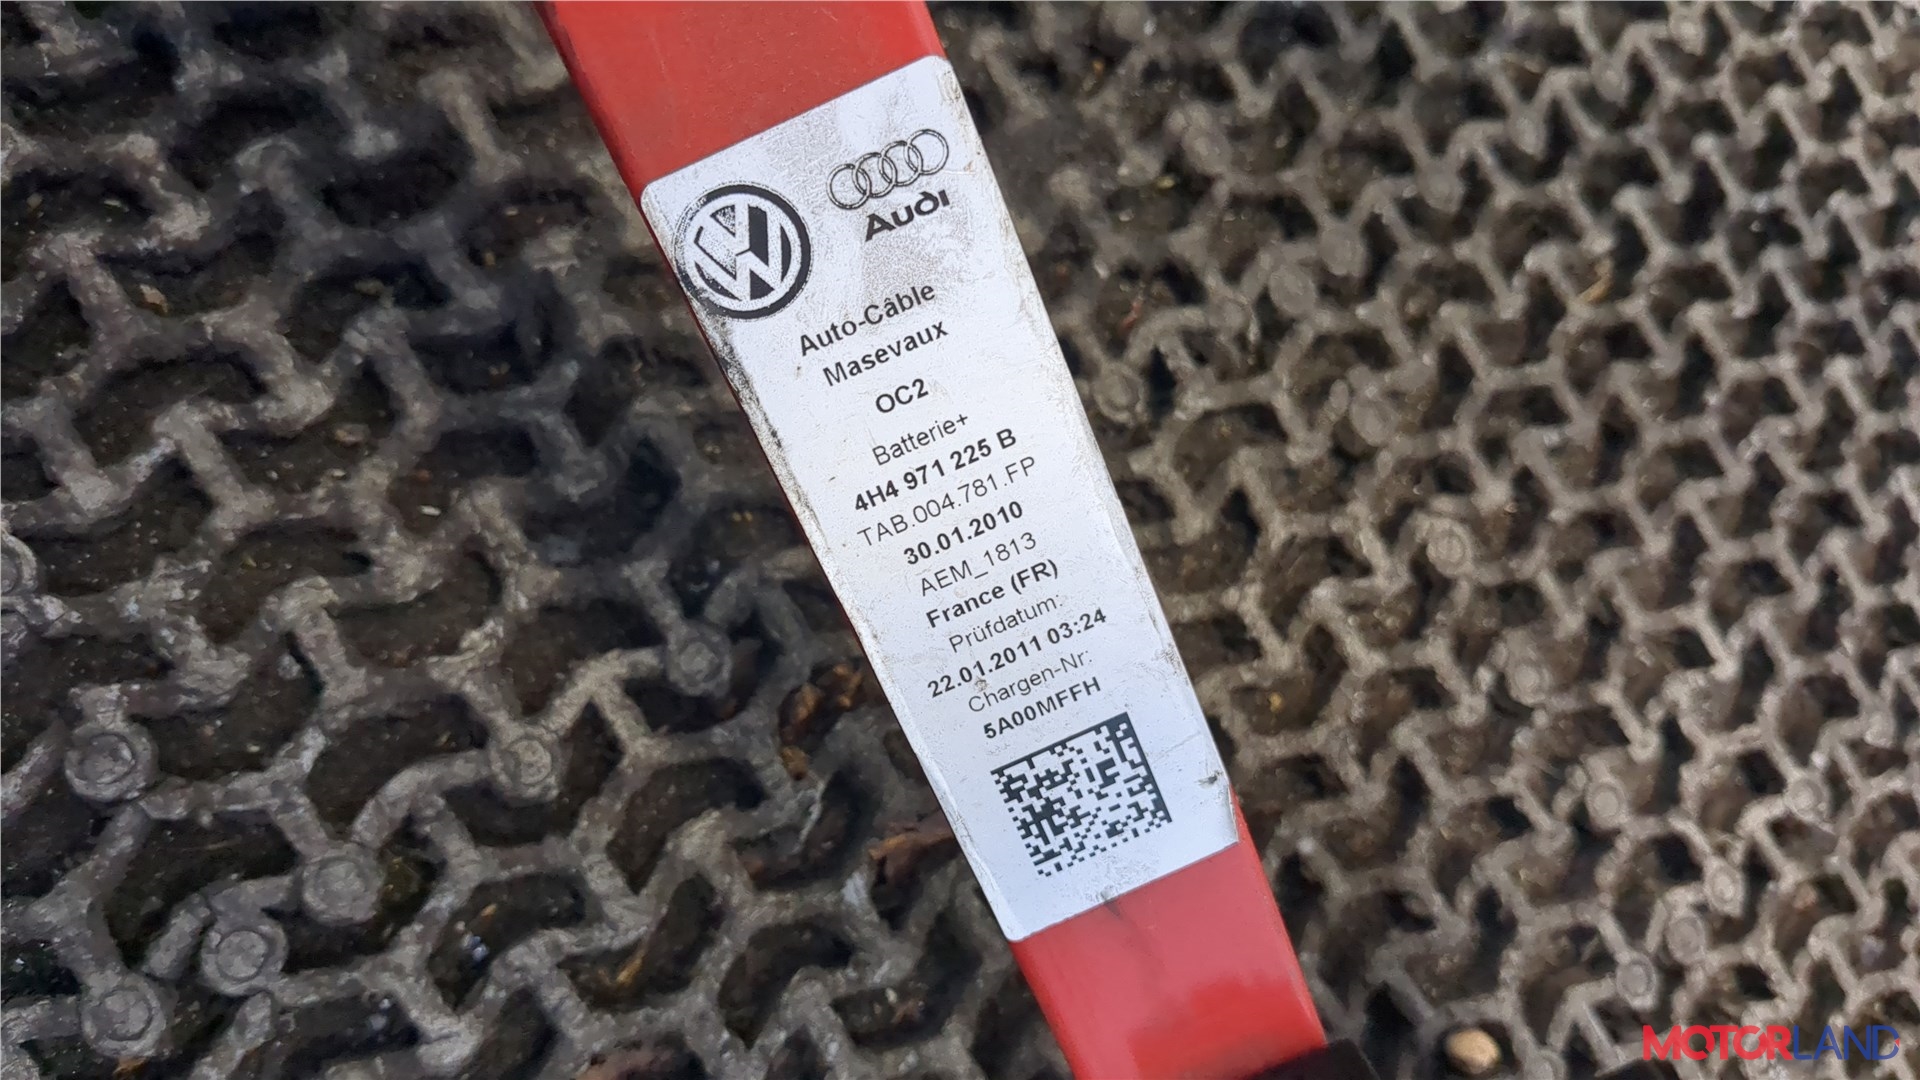 Audi
Auto-Câble
Masevaux
OC2
Batterie+
4H4 971 225 B
TAB.004.781.FP
30.01.2010
AEM_1813
France (FR)
Prüfdatum:
22.01.2011 03:24
Chargen-Nr:
5A00MFFH
MOTORLAND